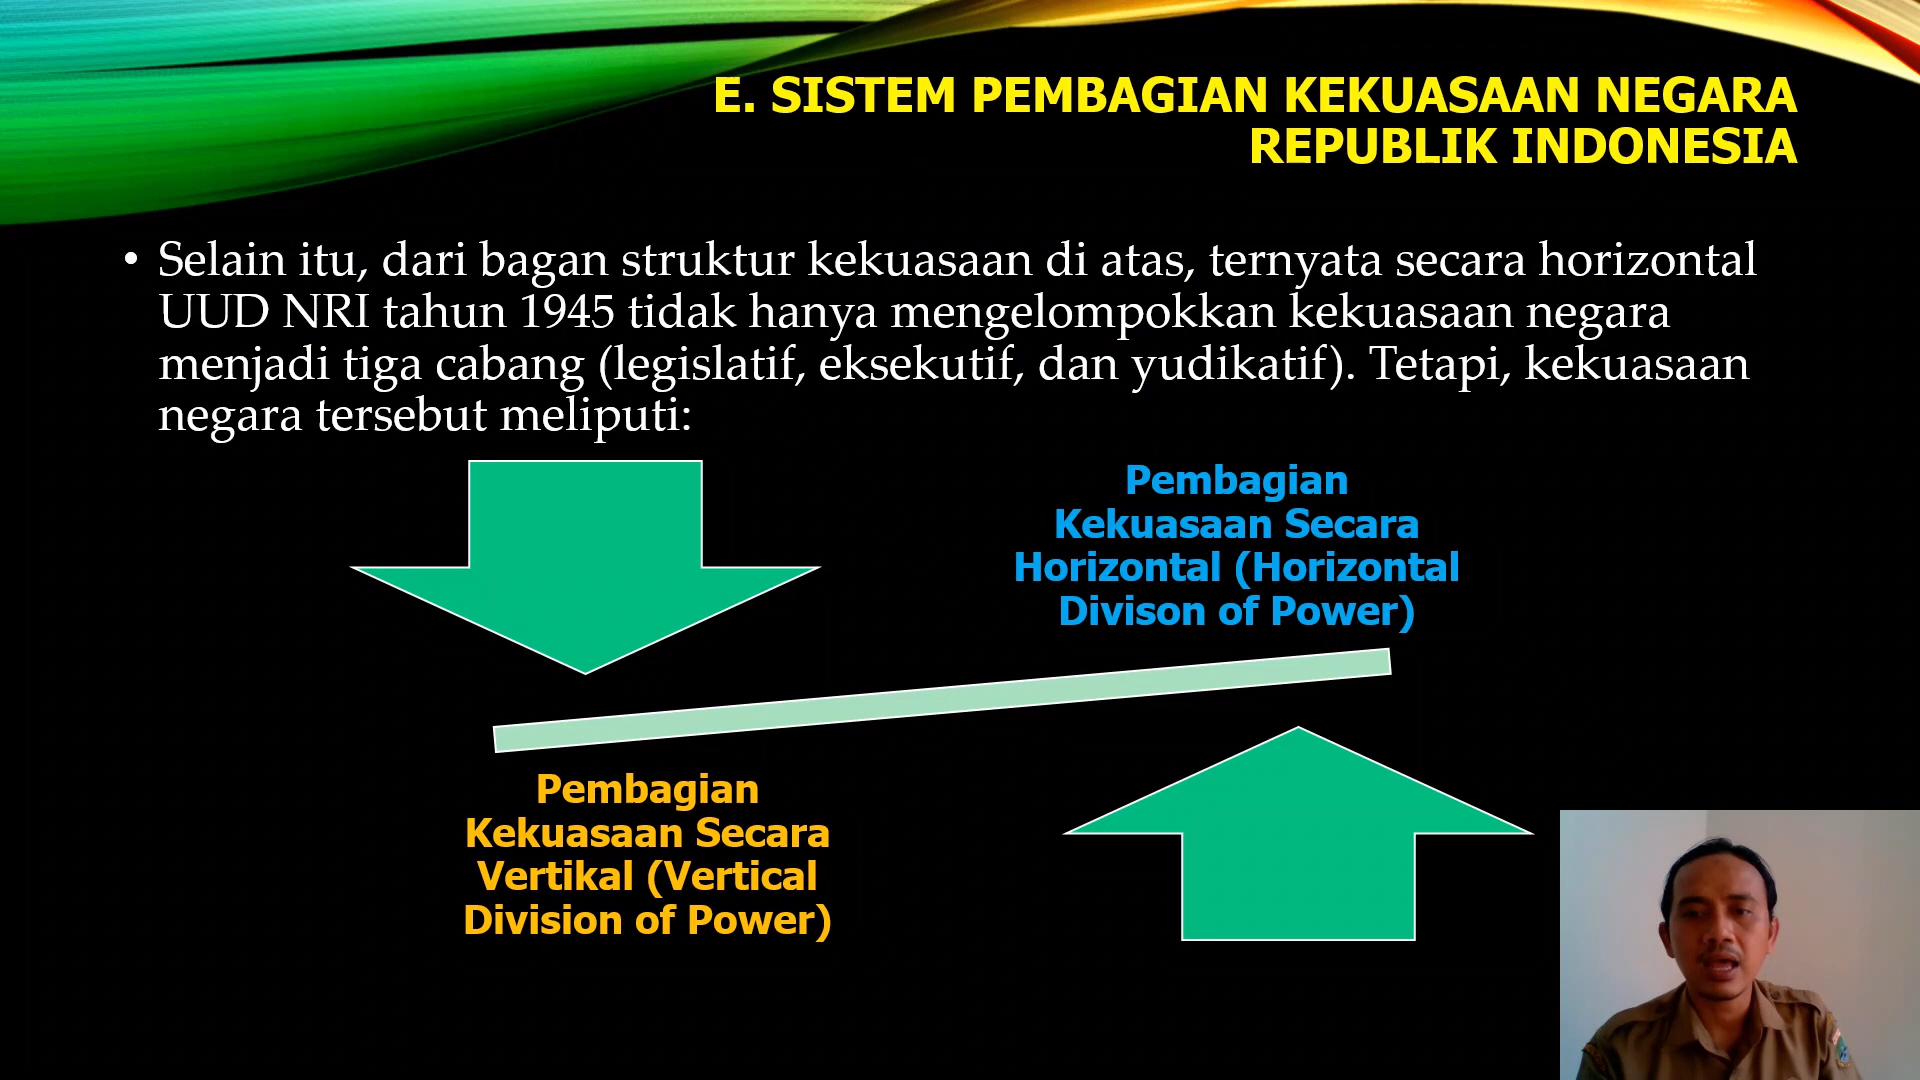 E. SISTEM PEMBAGIAN KEKUASAAN NEGARA
REPUBLIK INDONESIA
• Selain itu, dari bagan struktur kekuasaan di atas, ternyata secara horizontal
UUD NRI tahun 1945 tidak hanya mengelompokkan kekuasaan negara
menjadi tiga cabang (legislatif, eksekutif, dan yudikatif). Tetapi, kekuasaan
negara tersebut meliputi:
Pembagian
Kekuasaan Secara
Horizontal (Horizontal
Divison of Power)
Pembagian
Kekuasaan Secara
Vertikal (Vertical
Division of Power)